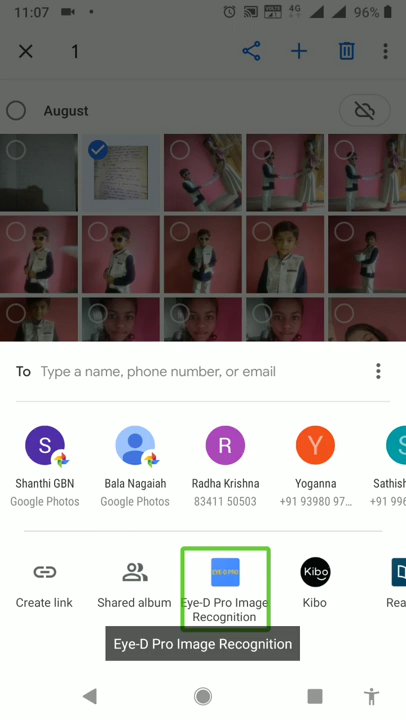 11:07
4G
96%
1
August
To Type a name, phone number, or email
S
R
Y
S
Shanthi GBN
Google Photos
Bala Nagaiah
Google Photos
Radha Krishna
83411 50503
Yoganna
+91 93980 97...
Sathish
+91 996
EYE-D PRO
Kibo
Create link
Shared album
Eye-D Pro Image
Recognition
Kibo
Rea
Eye-D Pro Image Recognition